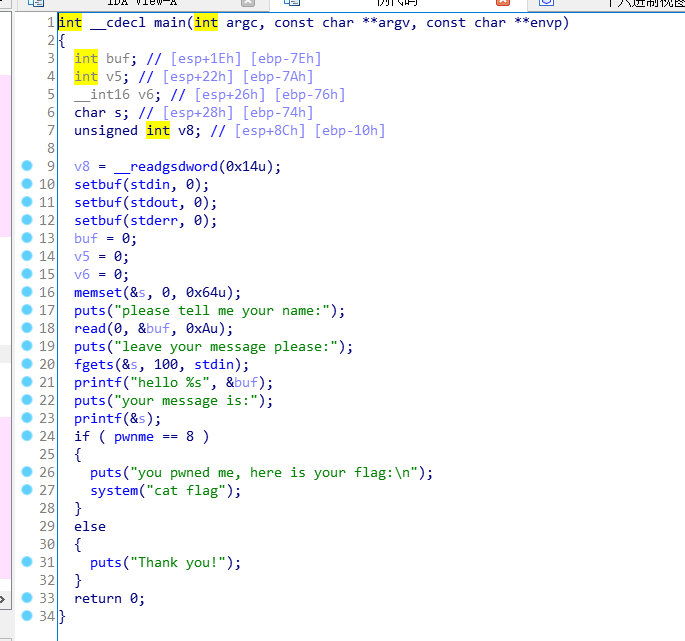 IDA View-A 伪代码 十六进制视图
1 int __cdecl main(int argc, const char **argv, const char **envp)
2 {
3 int buf; // [esp+1Eh] [ebp-7Eh]
4 int v5; // [esp+22h] [ebp-7Ah]
5 __int16 v6; // [esp+26h] [ebp-76h]
6 char s; // [esp+28h] [ebp-74h]
7 unsigned int v8; // [esp+8Ch] [ebp-10h]
8
9 v8 = __readgsdword(0x14u);
10 setbuf(stdin, 0);
11 setbuf(stdout, 0);
12 setbuf(stderr, 0);
13 buf = 0;
14 v5 = 0;
15 v6 = 0;
16 memset(&s, 0, 0x64u);
17 puts("please tell me your name:");
18 read(0, &buf, 0xAu);
19 puts("leave your message please:");
20 fgets(&s, 100, stdin);
21 printf("hello %s", &buf);
22 puts("your message is:");
23 printf(&s);
24 if ( pwnme == 8 )
25 {
26 puts("you pwned me, here is your flag:\n");
27 system("cat flag");
28 }
29 else
30 {
31 puts("Thank you!");
32 }
33 return 0;
34 }